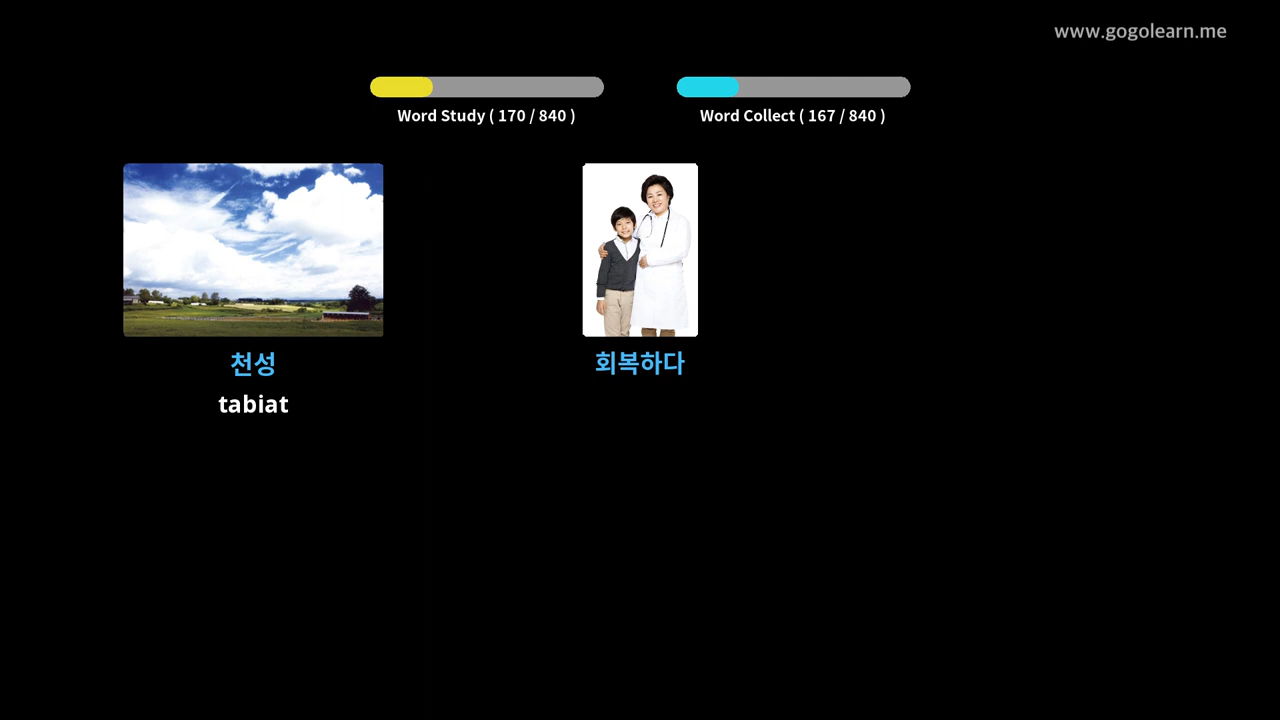 www.gogolearn.me
Word Study ( 170 / 840 )
Word Collect ( 167 / 840 )
천성
tabiat
회복하다